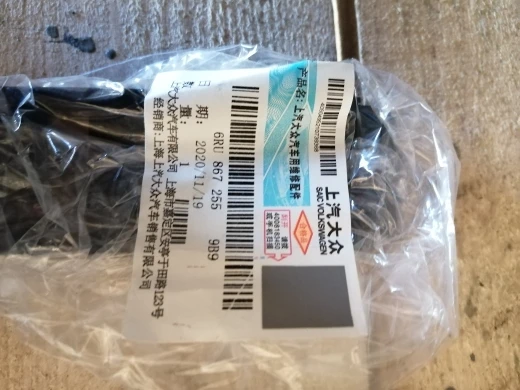 产品名：上汽大众汽车用维修配件
上汽大众
SAIC VOLKSWAGEN
合格证
6RU 867 255 9B9
日 期： 2020/11/19
数 量： 1
上汽大众汽车有限公司 上海市嘉定区安亭于田路123号
经销商：上海上汽大众汽车销售有限公司